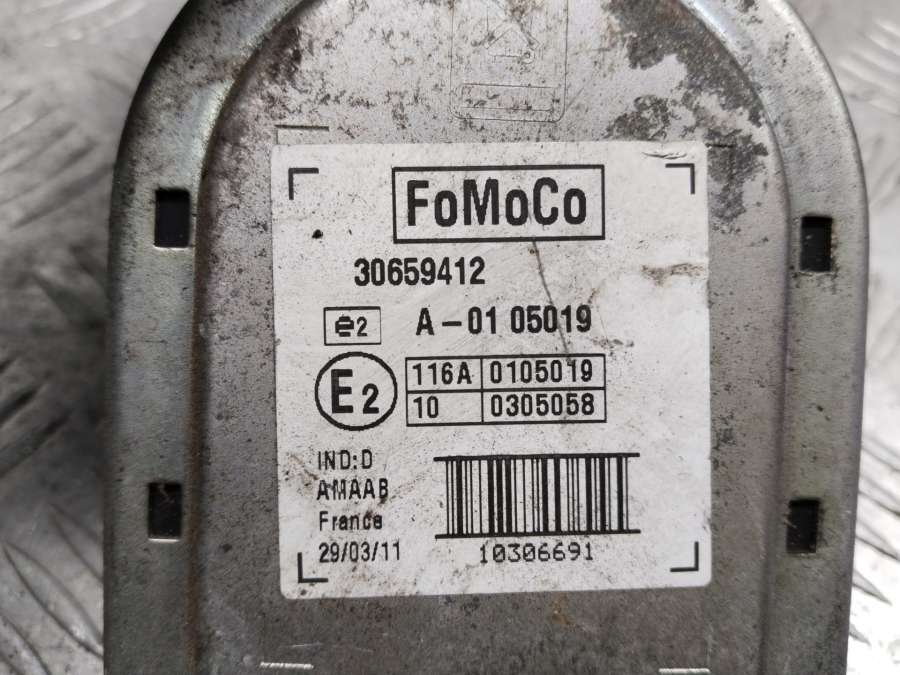 FoMoCo
30659412
e2 A-01 05019
E2 116A 0105019
10 0305058
IND:D
AMAAB
France
29/03/11
10306691